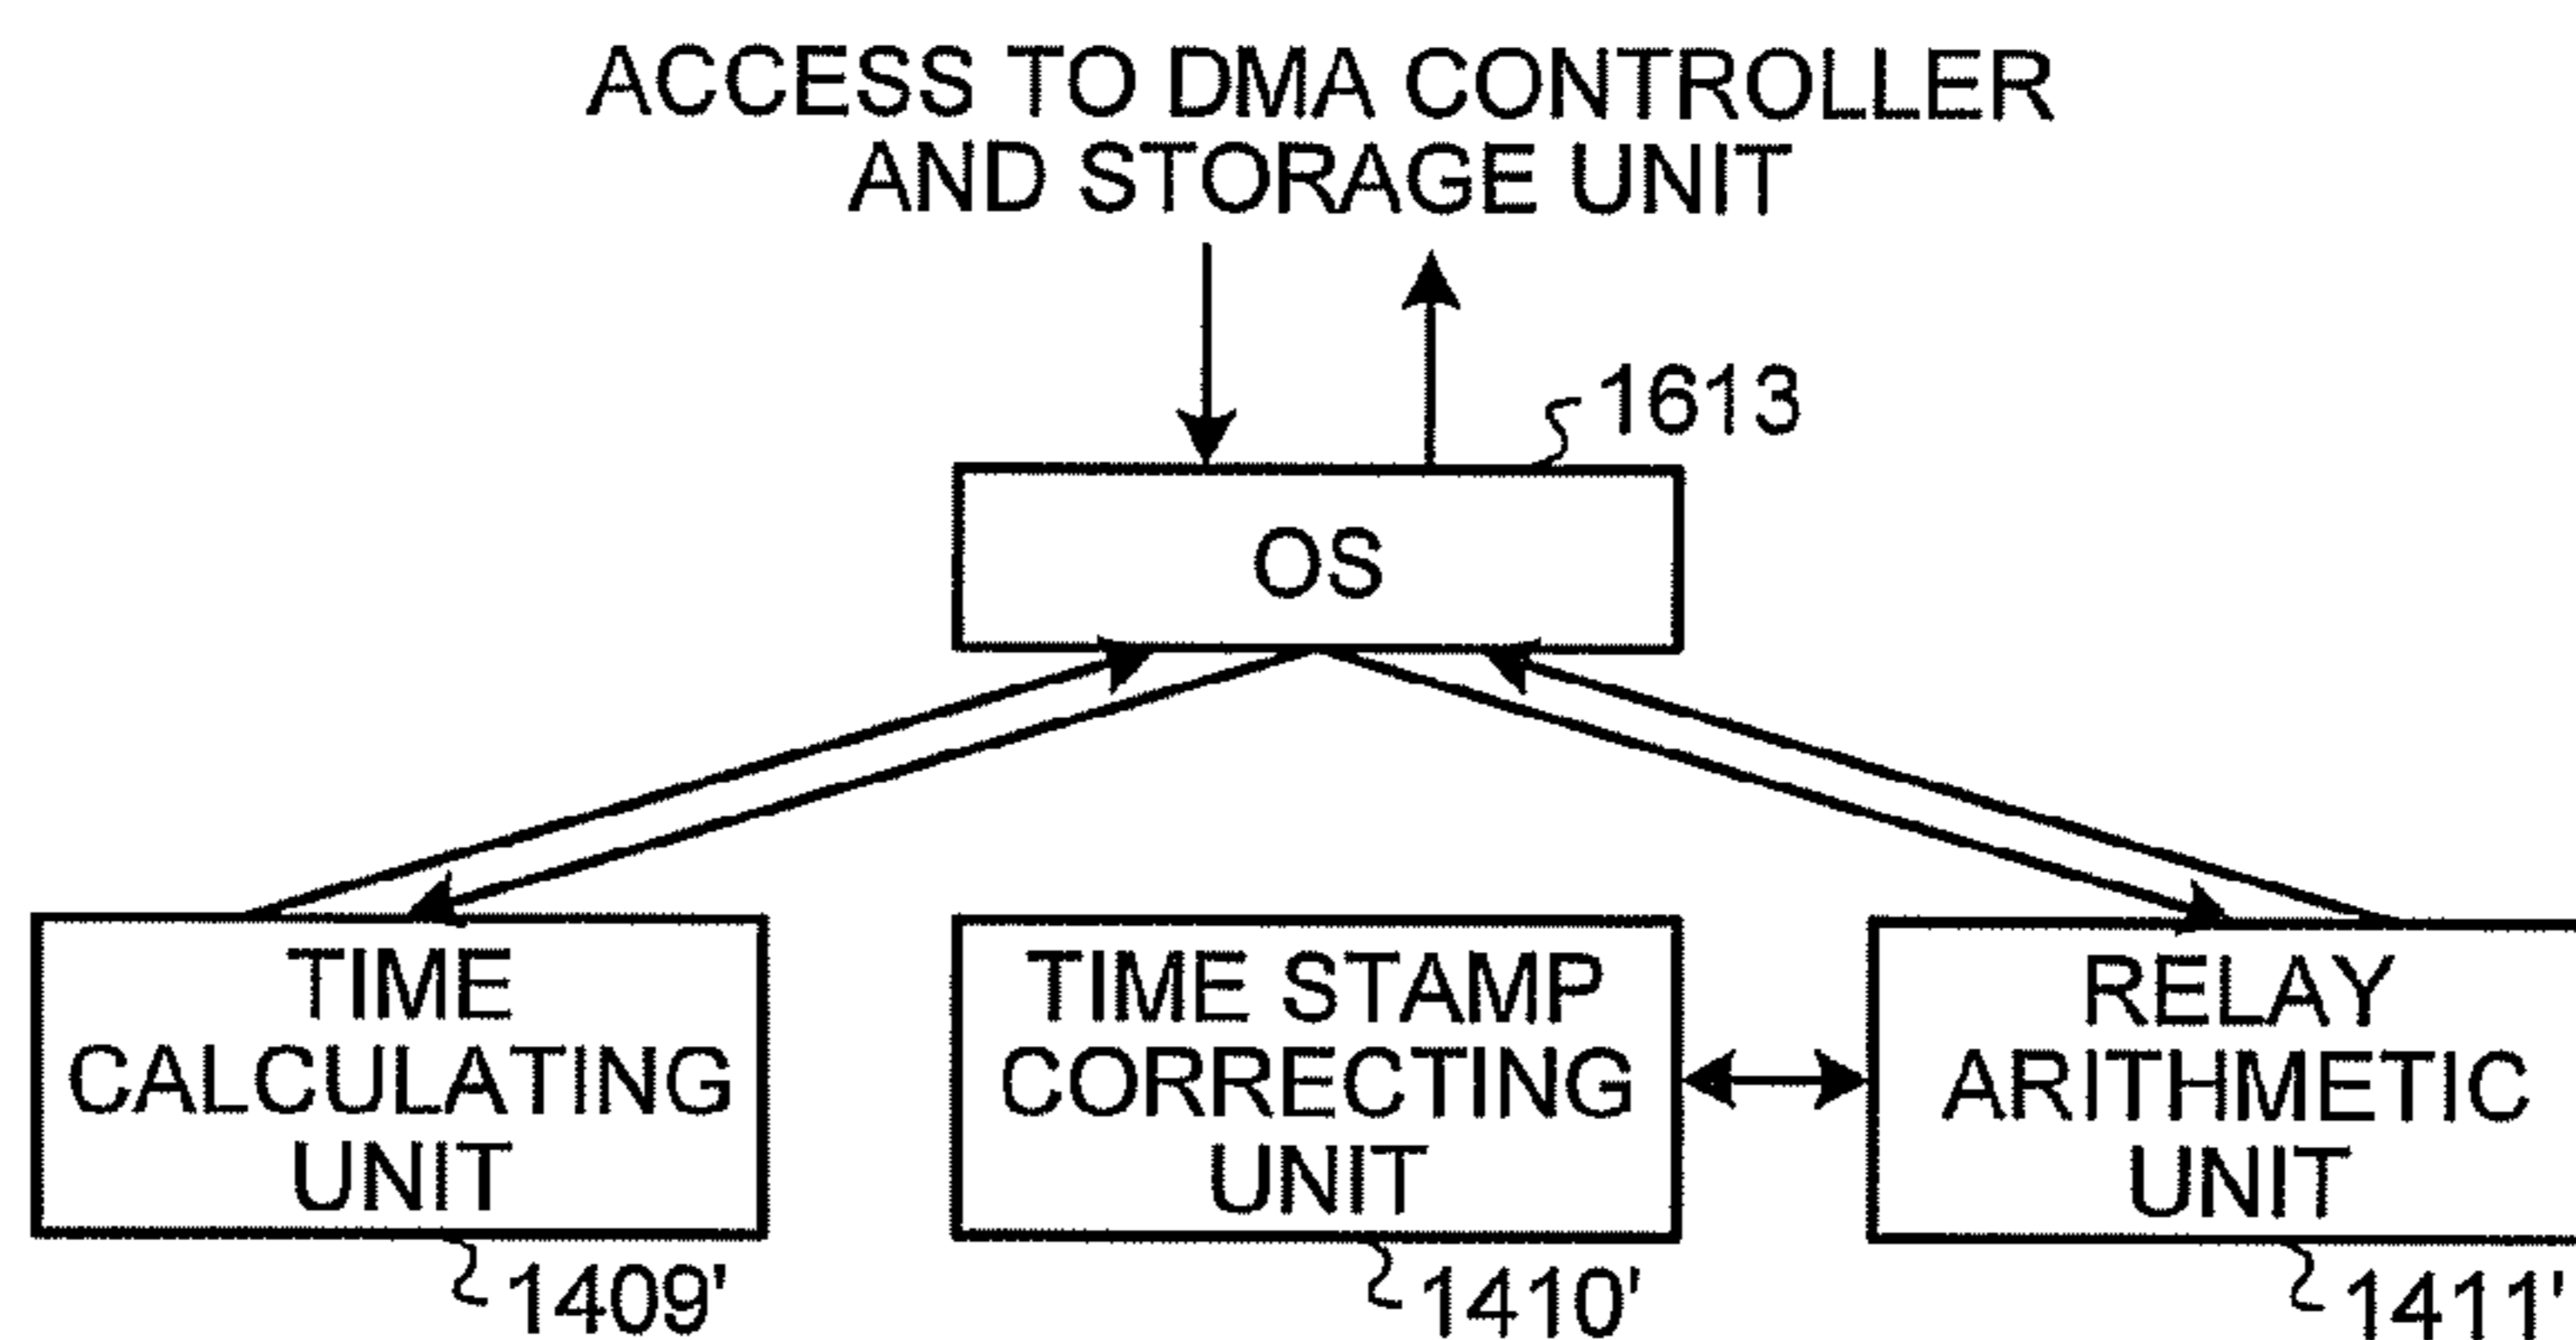 ACCESS TO DMA CONTROLLER
AND STORAGE UNIT
1613
OS
TIME
CALCULATING
UNIT
1409'
TIME STAMP
CORRECTING
UNIT
1410'
RELAY
ARITHMETIC
UNIT
1411'